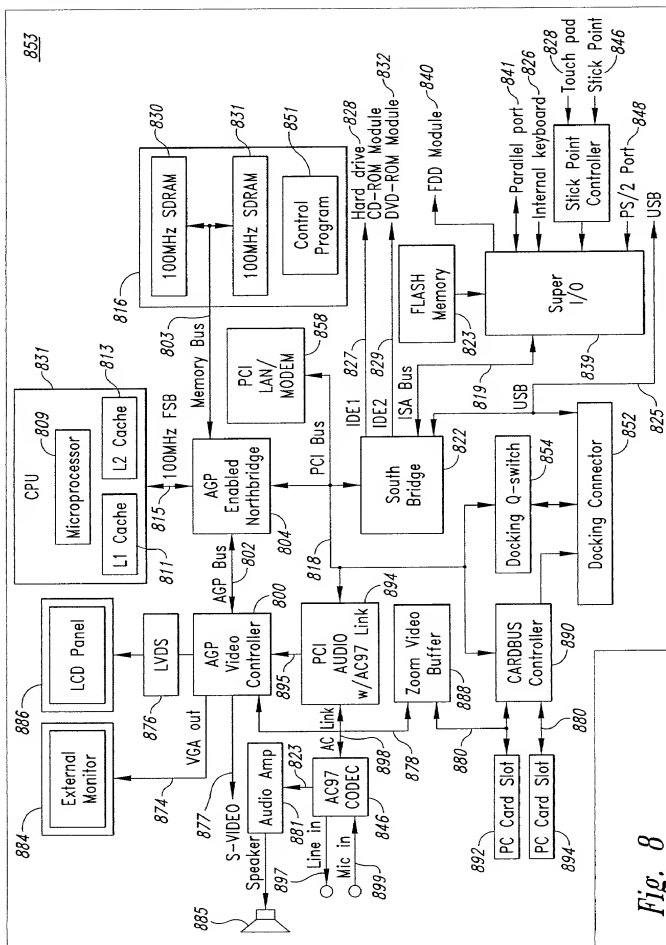 853
884
External
Monitor
886
LCD Panel
831
CPU
809
Microprocessor
813
L1 Cache
L2 Cache
811
815
100MHz FSB
816
830
100MHz SDRAM
831
100MHz SDRAM
851
Control
Program
803
Memory Bus
874
VGA out
876
LVDS
877
S-VIDEO
AGP
Video
Controller
800
AGP Bus
802
AGP
Enabled
Northbridge
804
PCI Bus
PCI
LAN/
MODEM
858
885
Speaker
Audio Amp
881
823
895
PCI
AUDIO
w/AC97 Link
894
818
897
Line in
Mic in
899
AC97
CODEC
846
AC Link
898
878
Zoom Video
Buffer
888
South
Bridge
822
IDE1
827
IDE2
829
ISA Bus
819
USB
Hard drive
828
CD-ROM Module
DVD-ROM Module
832
FLASH
Memory
823
FDD Module
840
Super
I/O
839
Parallel port
841
Internal keyboard
826
Stick Point
Controller
Touch pad
828
Stick Point
846
PS/2 Port
848
USB
825
880
892
PC Card Slot
894
PC Card Slot
880
CARDBUS
Controller
890
Docking Q-switch
854
Docking Connector
852
Fig. 8